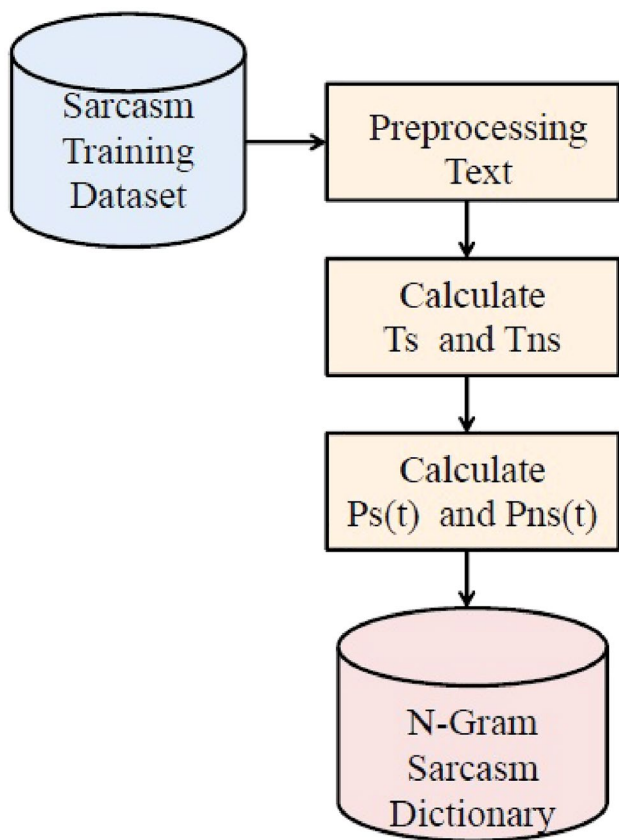 Sarcasm
Training
Dataset
Preprocessing
Text
Calculate
Ts and Tns
Calculate
Ps(t) and Pns(t)
N-Gram
Sarcasm
Dictionary